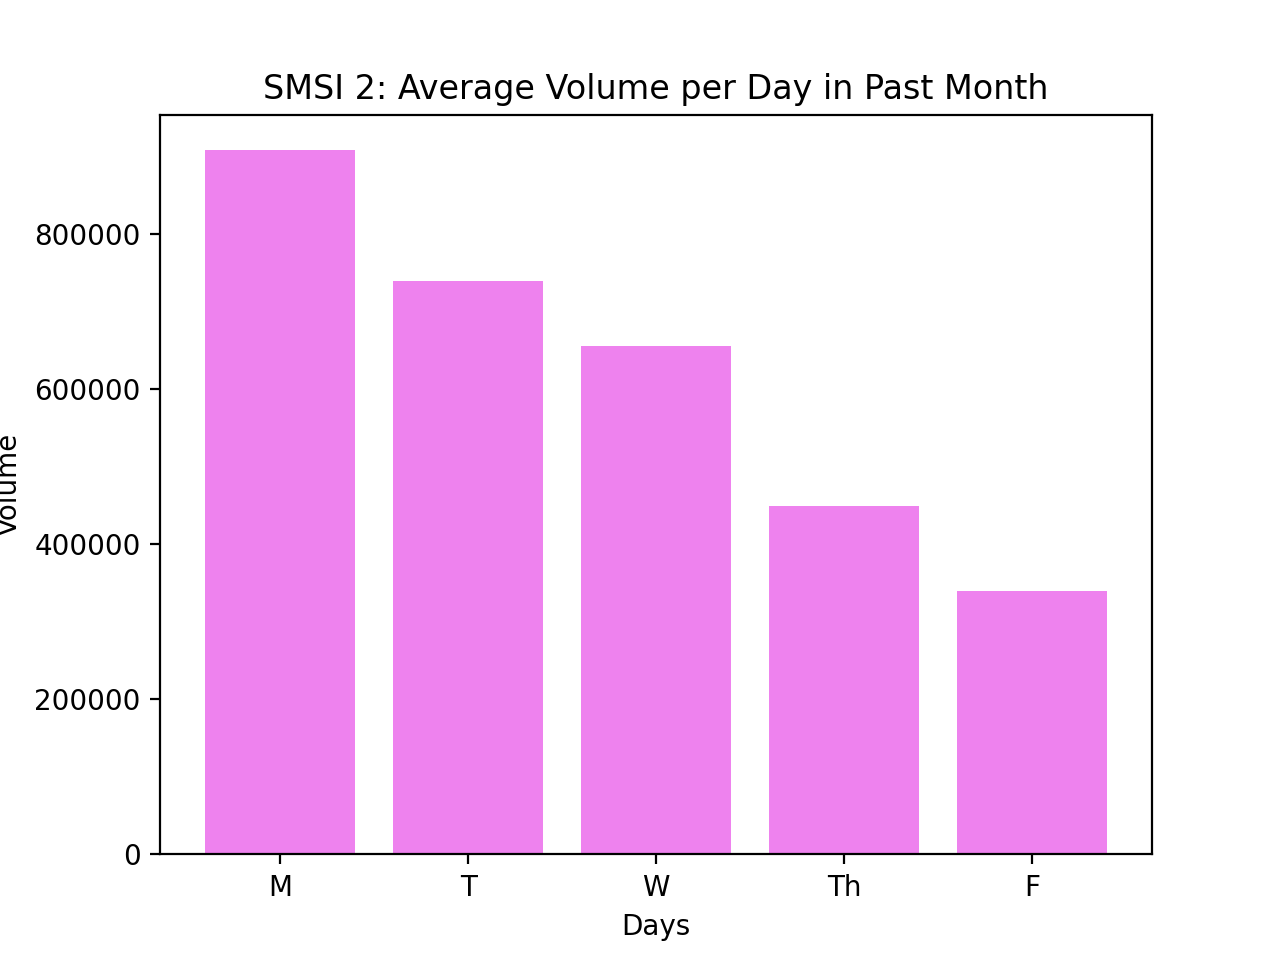 SMSI 2: Average Volume per Day in Past Month
800000
600000
400000
200000
0
Volume
M T W Th F
Days